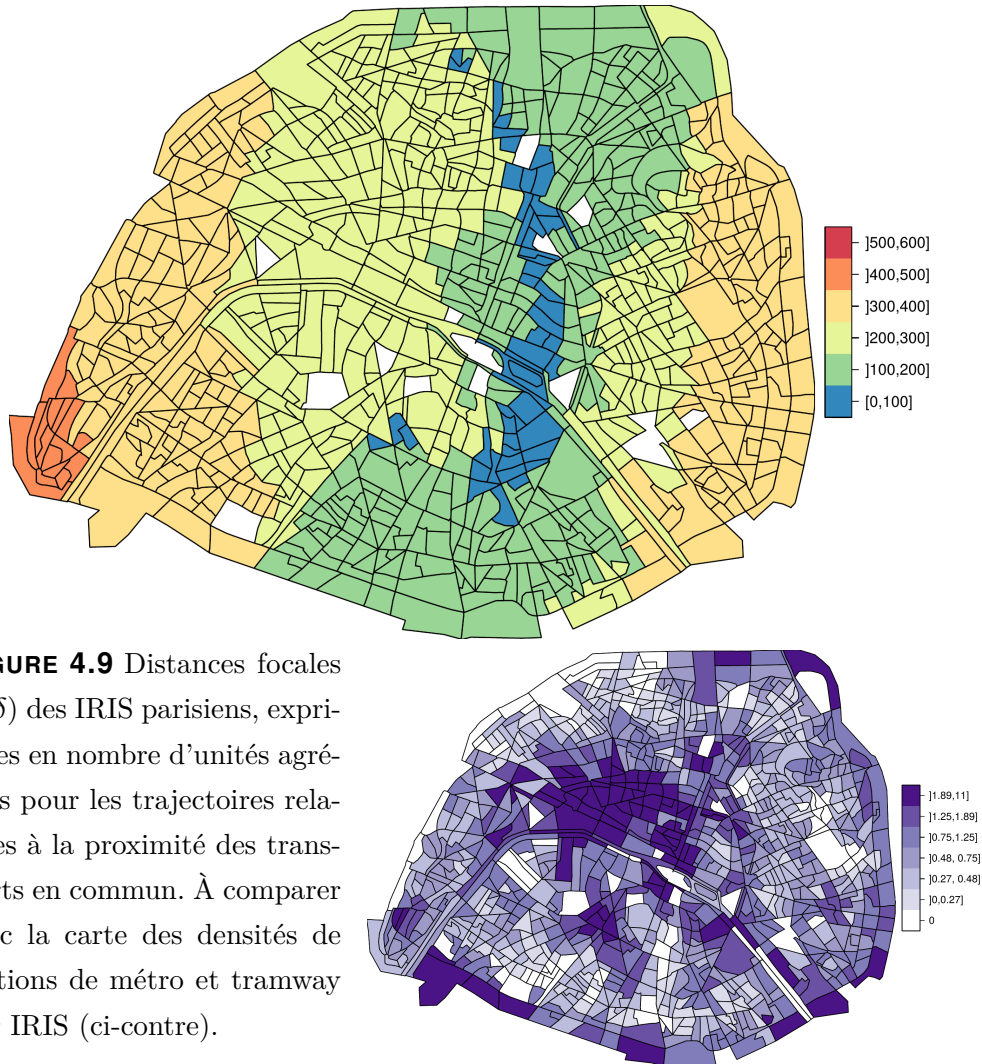 ]500,600]
]400,500]
]300,400]
]200,300]
]100,200]
[0,100]
GURE 4.9 Distances focales
δ) des IRIS parisiens, expri-
es en nombre d'unités agré-
s pour les trajectoires rela-
es à la proximité des trans-
rts en commun. À comparer
c la carte des densités de
tions de métro et tramway
IRIS (ci-contre).
]1.89,11]
]1.25,1.89]
]0.75,1.25]
]0.48, 0.75]
]0.27, 0.48]
]0,0.27]
0